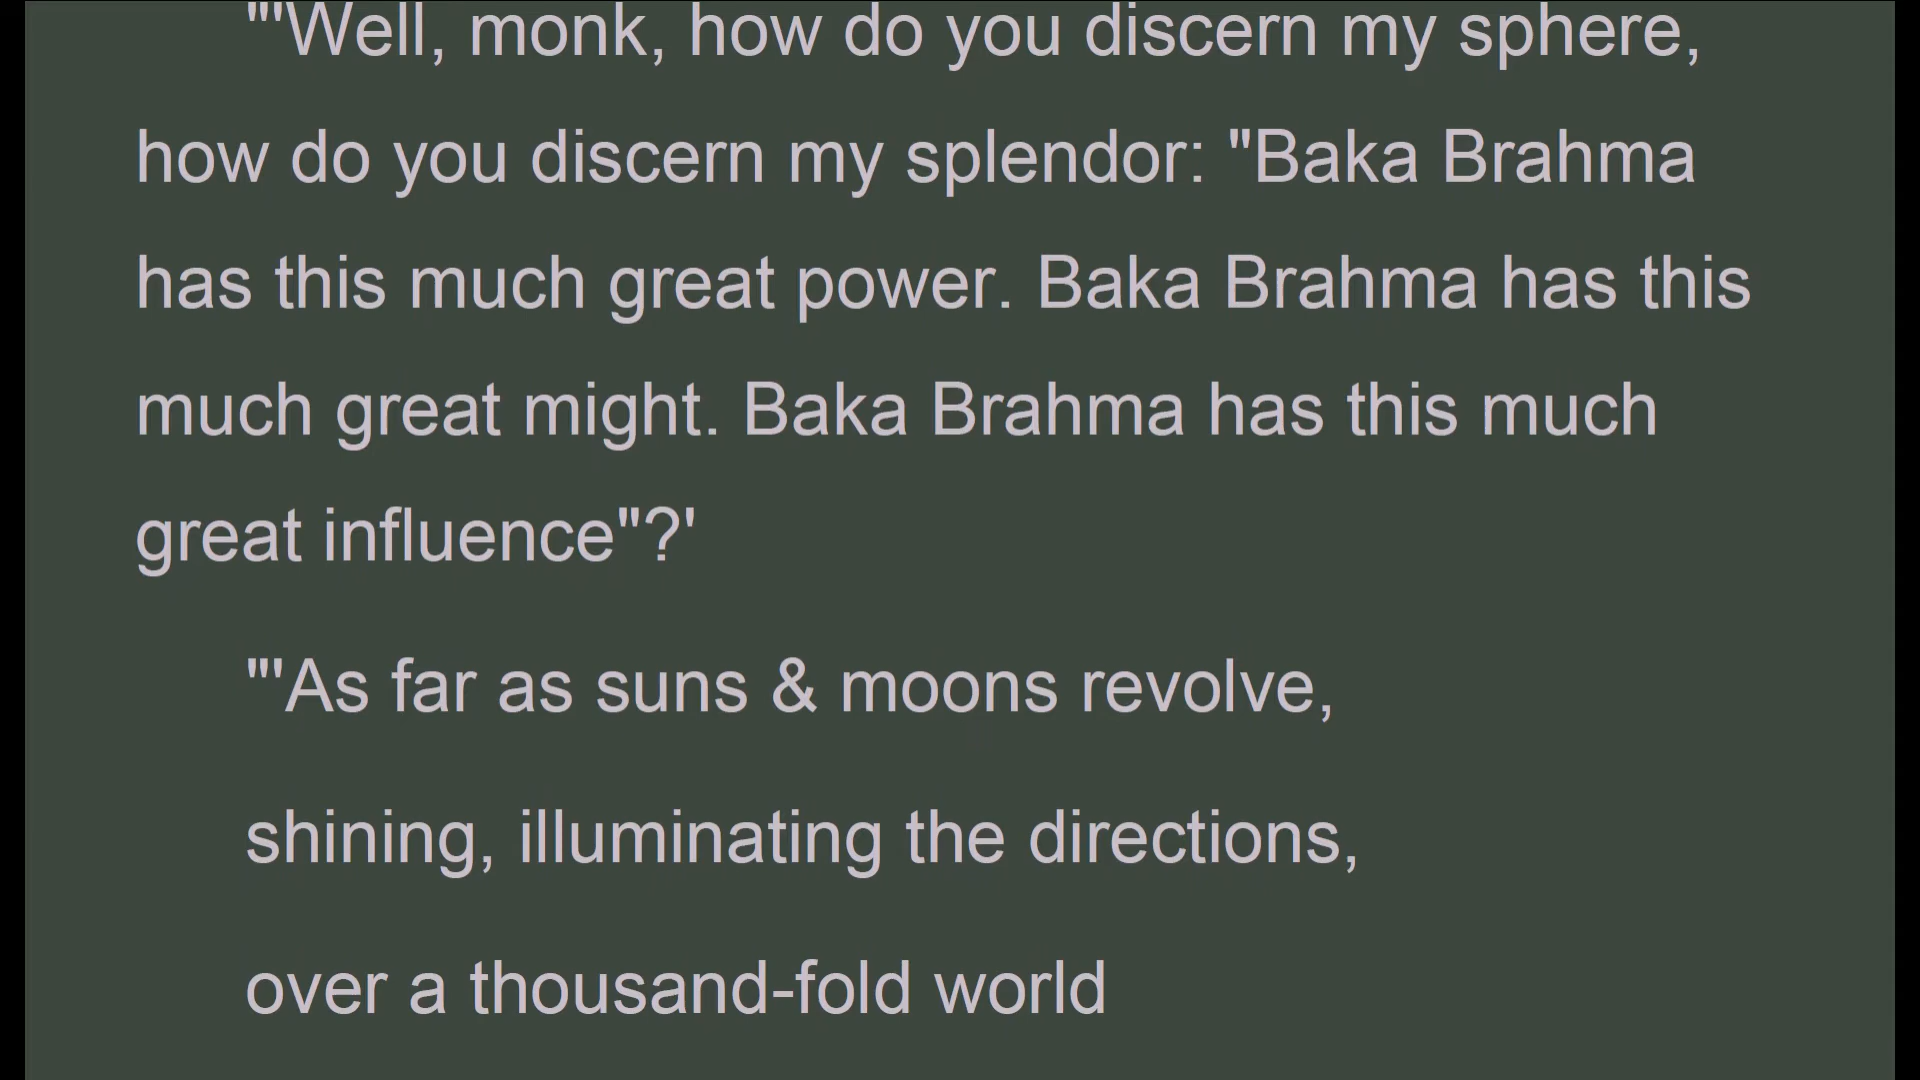 "'Well, monk, how do you discern my sphere,
how do you discern my splendor: "Baka Brahma
has this much great power. Baka Brahma has this
much great might. Baka Brahma has this much
great influence"?'
"'As far as suns & moons revolve,
shining, illuminating the directions,
over a thousand-fold world